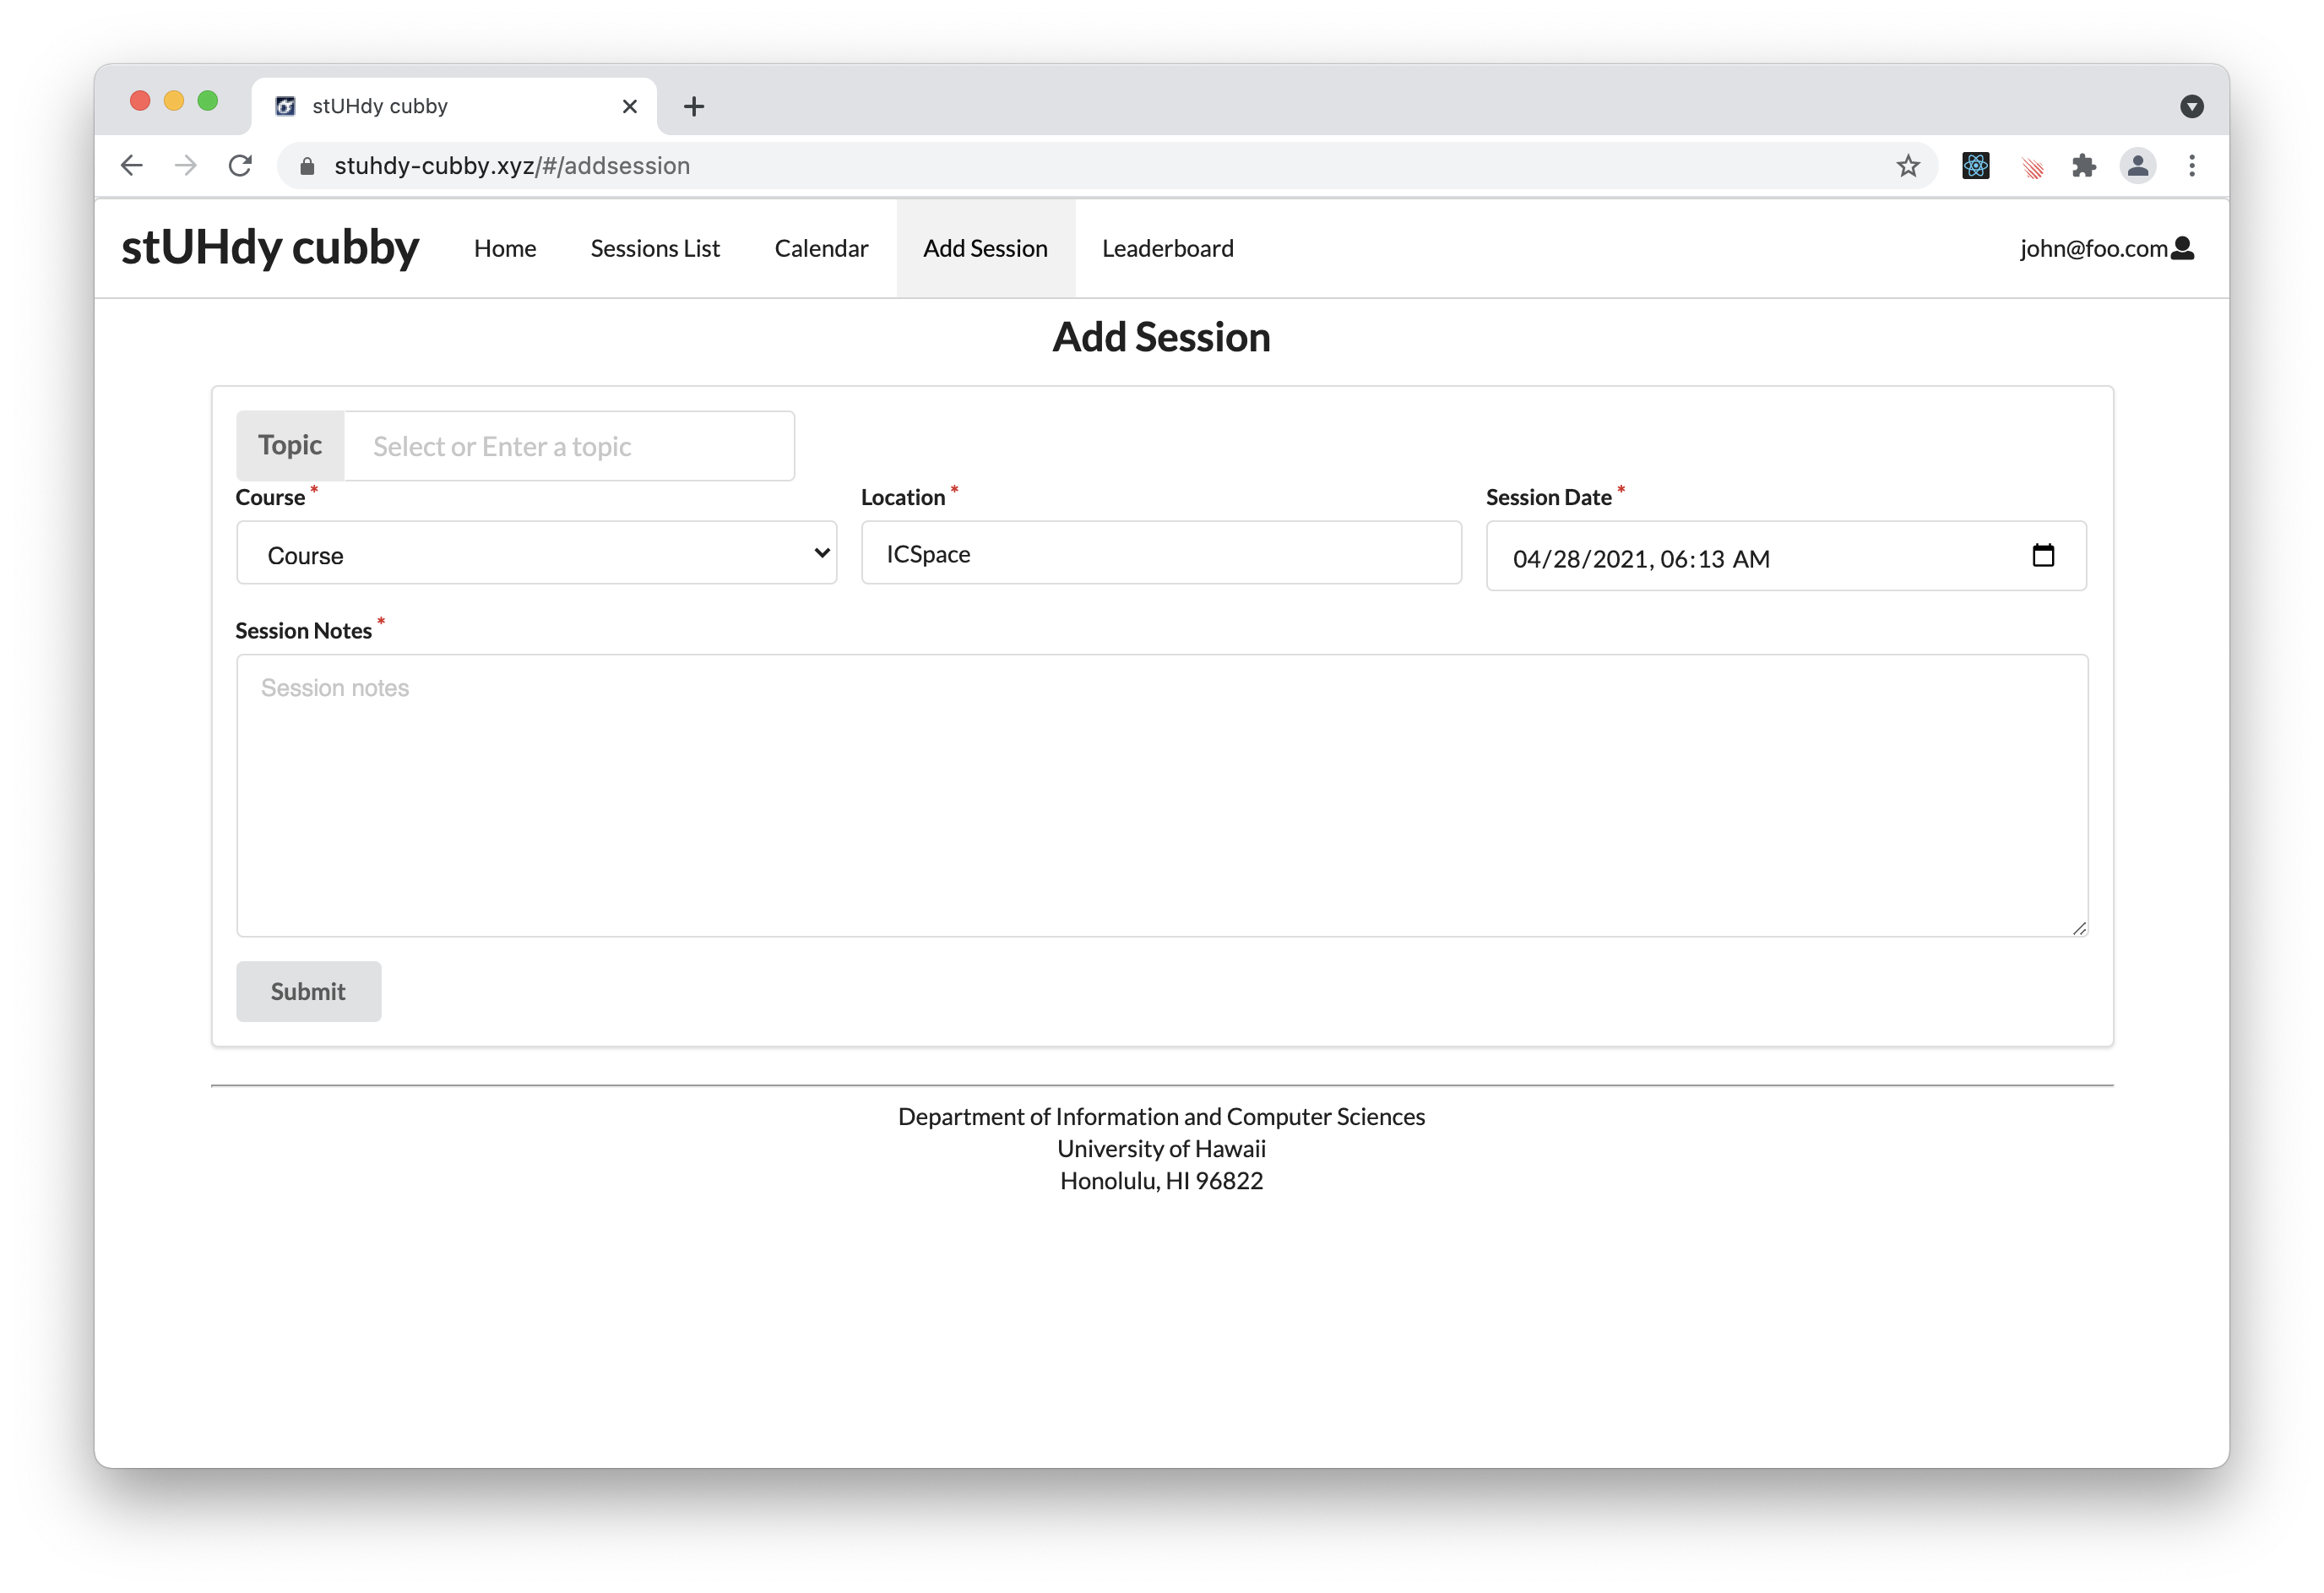 stUHdy cubby
stuhdy-cubby.xyz/#/addsession
stUHdy cubby Home Sessions List Calendar Add Session Leaderboard john@foo.com
Add Session
Topic Select or Enter a topic
Course * Location * Session Date *
Course ICSpace 04/28/2021, 06:13 AM
Session Notes *
Session notes
Submit
Department of Information and Computer Sciences
University of Hawaii
Honolulu, HI 96822